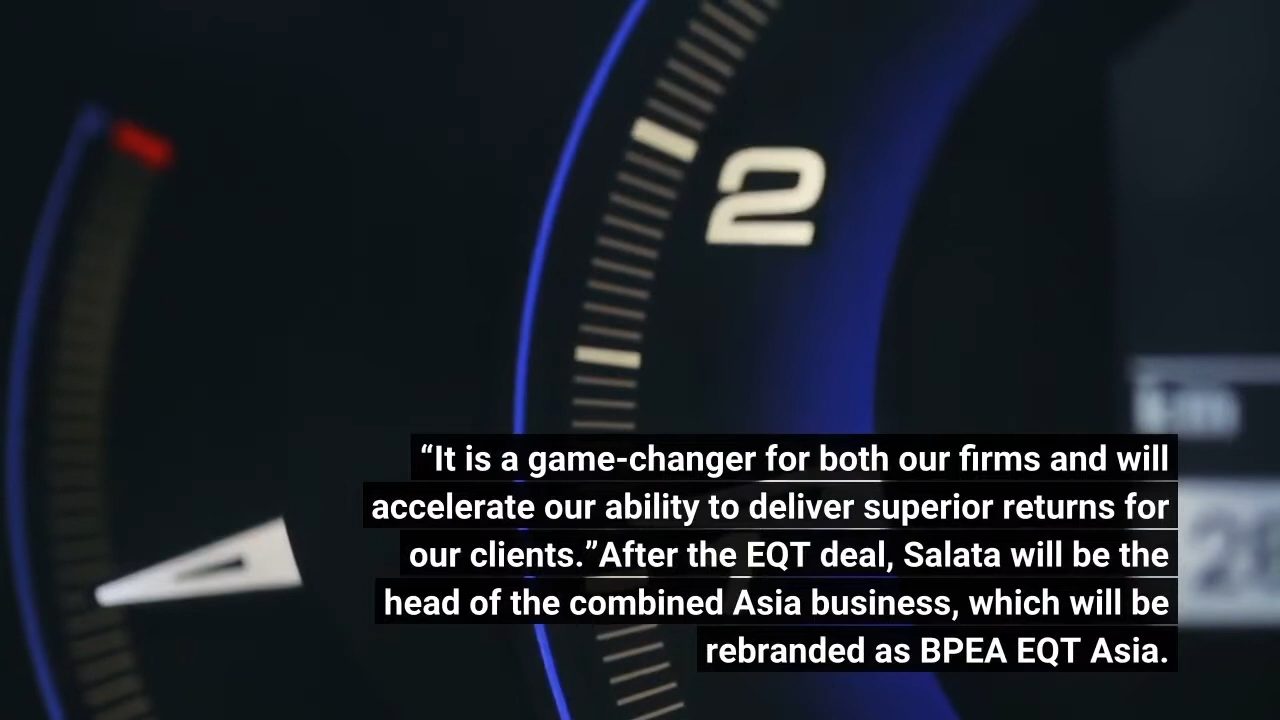 2
km
“It is a game-changer for both our firms and will
accelerate our ability to deliver superior returns for
our clients.”After the EQT deal, Salata will be the
head of the combined Asia business, which will be
rebranded as BPEA EQT Asia.